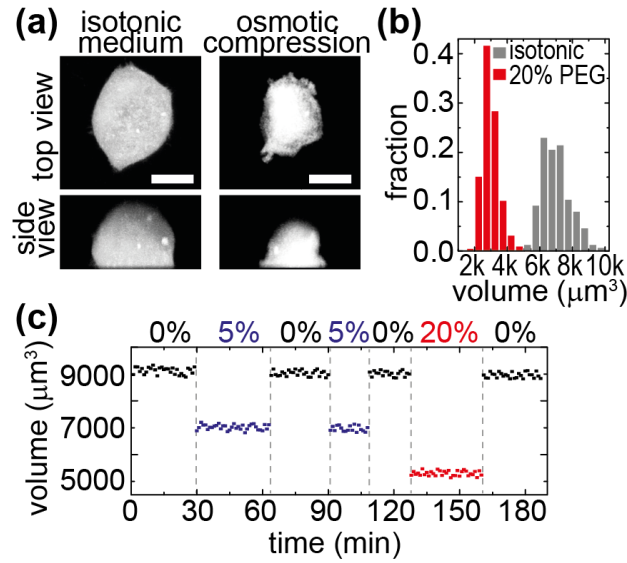 (a)
isotonic
medium
osmotic
compression
top view
side
view
(b)
isotonic
20% PEG
0.4
0.3
0.2
0.1
0.0
fraction
2k 4k 6k 8k 10k
volume (μm³)
(c)
0% 5% 0% 5% 0% 20% 0%
9000
7000
5000
volume (μm³)
0 30 60 90 120 150 180
time (min)